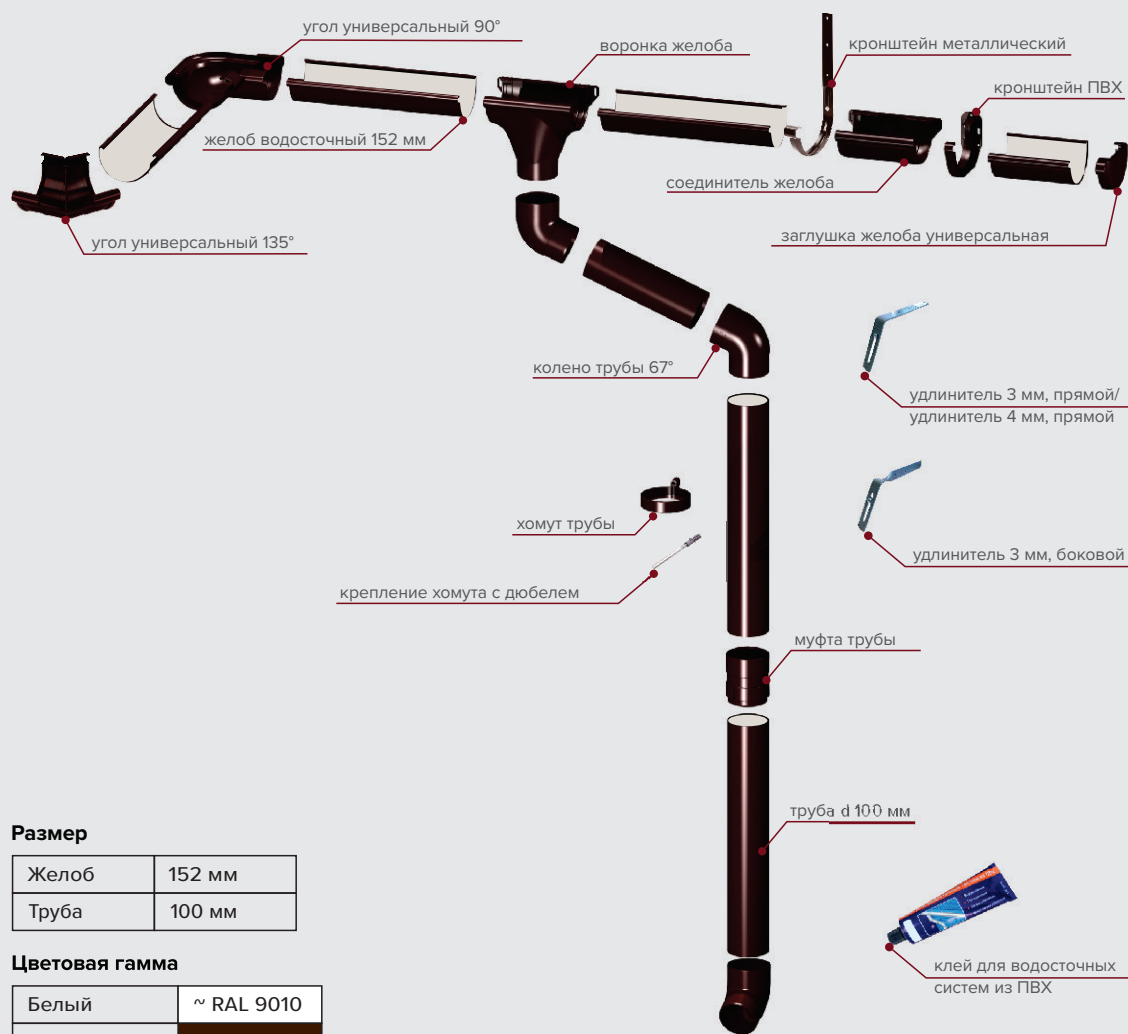 угол универсальный 90°
воронка желоба
кронштейн металлический
кронштейн ПВХ
желоб водосточный 152 мм
соединитель желоба
заглушка желоба универсальная
угол универсальный 135°
колено трубы 67°
удлинитель 3 мм, прямой/
удлинитель 4 мм, прямой
хомут трубы
удлинитель 3 мм, боковой
крепление хомута с дюбелем
муфта трубы
труба d 100 мм
клей для водосточных
систем из ПВХ
Размер
Желоб 152 мм
Труба 100 мм
Цветовая гамма
Белый ~ RAL 9010